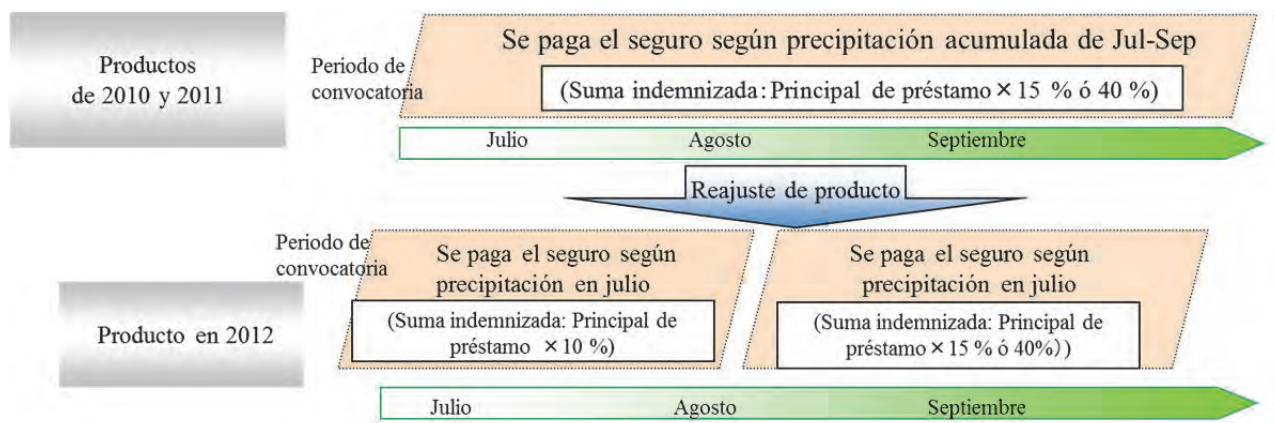 Productos
de 2010 y 2011
Periodo de
convocatoria
Se paga el seguro según precipitación acumulada de Jul-Sep
(Suma indemnizada: Principal de préstamo × 15 % ó 40 %)
Julio
Agosto
Septiembre
Reajuste de producto
Periodo de
convocatoria
Producto en 2012
Se paga el seguro según
precipitación en julio
(Suma indemnizada: Principal de
préstamo × 10 %)
Se paga el seguro según
precipitación en julio
(Suma indemnizada: Principal de
préstamo × 15 % ó 40%))
Julio
Agosto
Septiembre